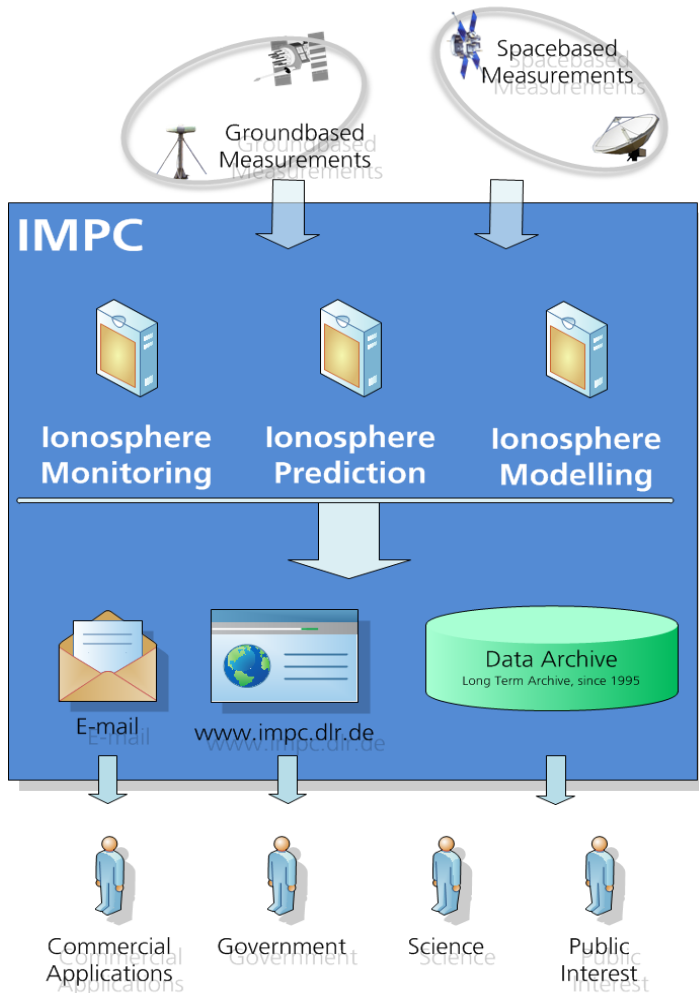 Groundbased
Measurements
Spacebased
Measurements
IMPC
Ionosphere
Monitoring
Ionosphere
Prediction
Ionosphere
Modelling
E-mail
www.impc.dlr.de
Data Archive
Long Term Archive, since 1995
Commercial
Applications
Government
Science
Public
Interest